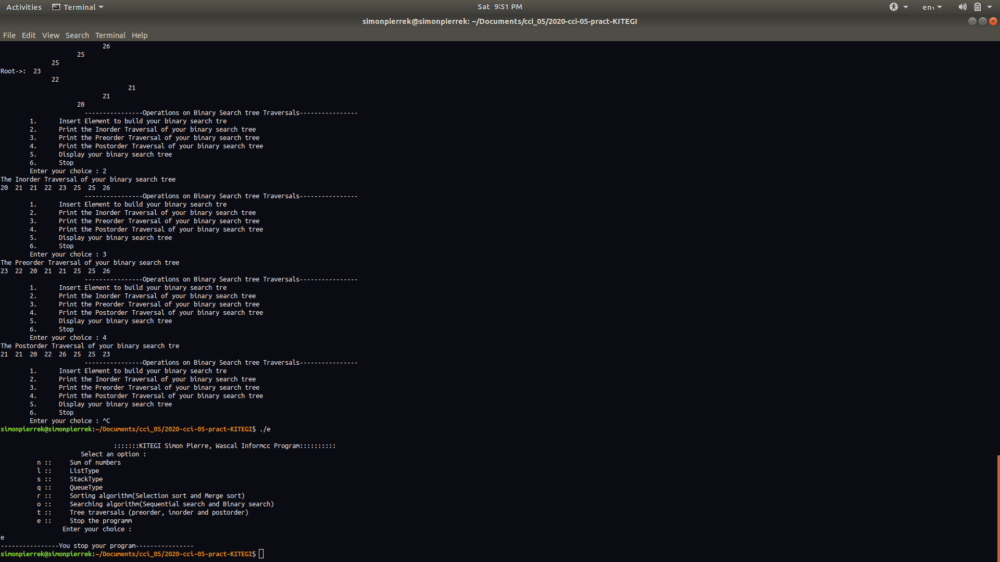 Activities Terminal Sat 9:51 PM en₁
simonpierrek@simonpierrek: ~/Documents/cci_05/2020-cci-05-pract-KITEGI
File Edit View Search Terminal Help
26
25
25
Root->: 23
22
21
21
20
----------------Operations on Binary Search tree Traversals----------------
1. Insert Element to build your binary search tre
2. Print the Inorder Traversal of your binary search tree
3. Print the Preorder Traversal of your binary search tree
4. Print the Postorder Traversal of your binary search tree
5. Display your binary search tree
6. Stop
Enter your choice : 2
The Inorder Traversal of your binary search tree
20 21 21 22 23 25 25 26
----------------Operations on Binary Search tree Traversals----------------
1. Insert Element to build your binary search tre
2. Print the Inorder Traversal of your binary search tree
3. Print the Preorder Traversal of your binary search tree
4. Print the Postorder Traversal of your binary search tree
5. Display your binary search tree
6. Stop
Enter your choice : 3
The Preorder Traversal of your binary search tree
23 22 20 21 21 25 25 26
----------------Operations on Binary Search tree Traversals----------------
1. Insert Element to build your binary search tre
2. Print the Inorder Traversal of your binary search tree
3. Print the Preorder Traversal of your binary search tree
4. Print the Postorder Traversal of your binary search tree
5. Display your binary search tree
6. Stop
Enter your choice : 4
The Postorder Traversal of your binary search tre
21 21 20 22 26 25 25 23
----------------Operations on Binary Search tree Traversals----------------
1. Insert Element to build your binary search tre
2. Print the Inorder Traversal of your binary search tree
3. Print the Preorder Traversal of your binary search tree
4. Print the Postorder Traversal of your binary search tree
5. Display your binary search tree
6. Stop
Enter your choice : ^C
simonpierrek@simonpierrek:~/Documents/cci_05/2020-cci-05-pract-KITEGI$ ./e
:::::::KITEGI Simon Pierre, Wascal Informcc Program::::::::::
Select an option :
n :: Sum of numbers
l :: ListType
s :: StackType
q :: QueueType
r :: Sorting algorithm(Selection sort and Merge sort)
o :: Searching algorithm(Sequential search and Binary search)
t :: Tree traversals (preorder, inorder and postorder)
e :: Stop the programm
Enter your choice :
e
----------------You stop your program----------------
simonpierrek@simonpierrek:~/Documents/cci_05/2020-cci-05-pract-KITEGI$